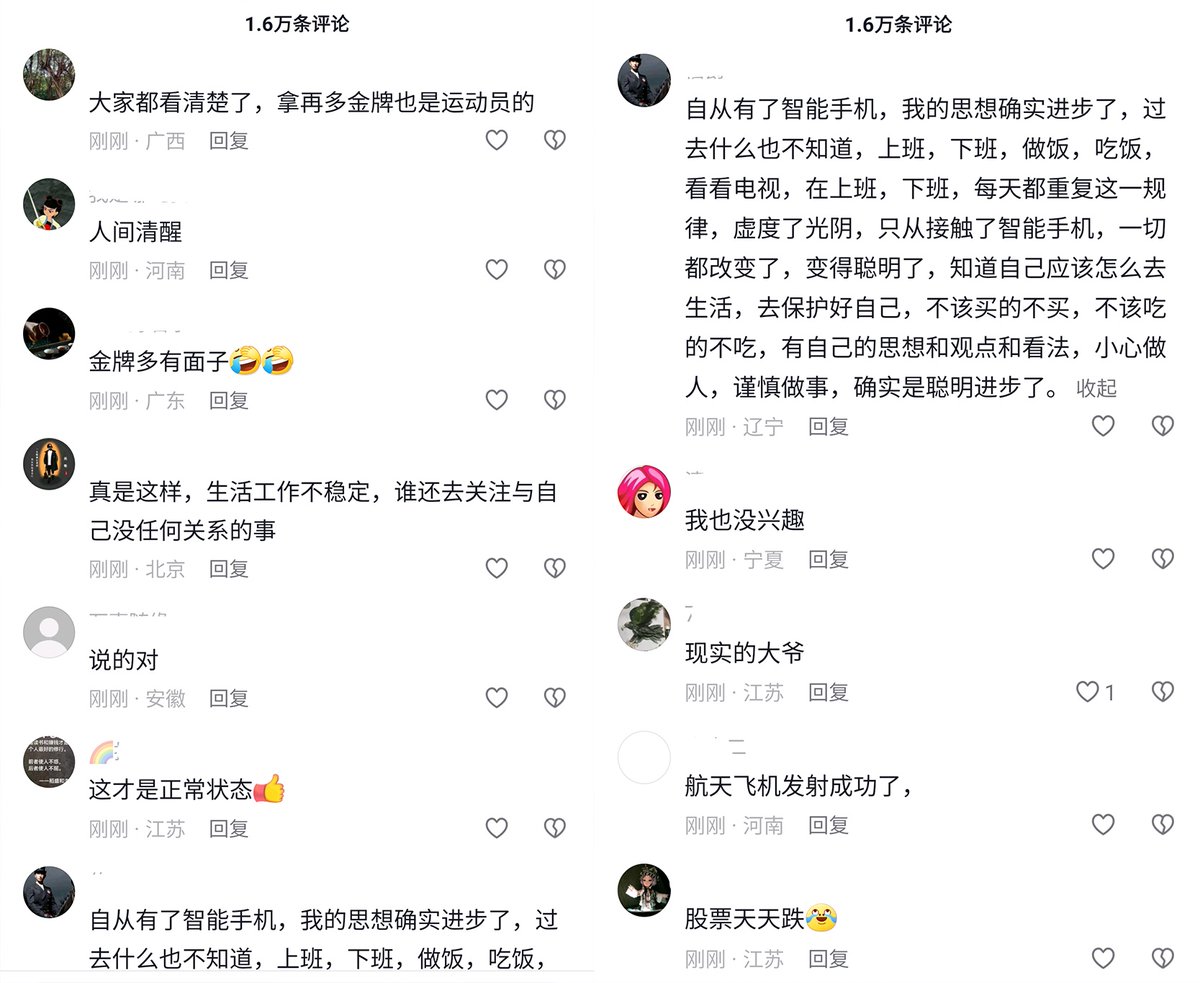 1.6万条评论
大家都看清楚了，拿再多金牌也是运动员的
刚刚 · 广西 回复
人间清醒
刚刚 · 河南 回复
金牌多有面子🤣🤣
刚刚 · 广东 回复
真是这样，生活工作不稳定，谁还去关注与自
己没任何关系的事
刚刚 · 北京 回复
说的对
刚刚 · 安徽 回复
🌈
这才是正常状态👍
刚刚 · 江苏 回复
自从有了智能手机，我的思想确实进步了，过
去什么也不知道，上班，下班，做饭，吃饭，
1.6万条评论
自从有了智能手机，我的思想确实进步了，过
去什么也不知道，上班，下班，做饭，吃饭，
看看电视，在上班，下班，每天都重复这一规
律，虚度了光阴，只从接触了智能手机，一切
都改变了，变得聪明了，知道自己应该怎么去
生活，去保护好自己，不该买的不买，不该吃
的不吃，有自己的思想和观点和看法，小心做
人，谨慎做事，确实是聪明进步了。 收起
刚刚 · 辽宁 回复
我也没兴趣
刚刚 · 宁夏 回复
现实的大爷
刚刚 · 江苏 回复 1
航天飞机发射成功了，
刚刚 · 河南 回复
股票天天跌😂
刚刚 · 江苏 回复